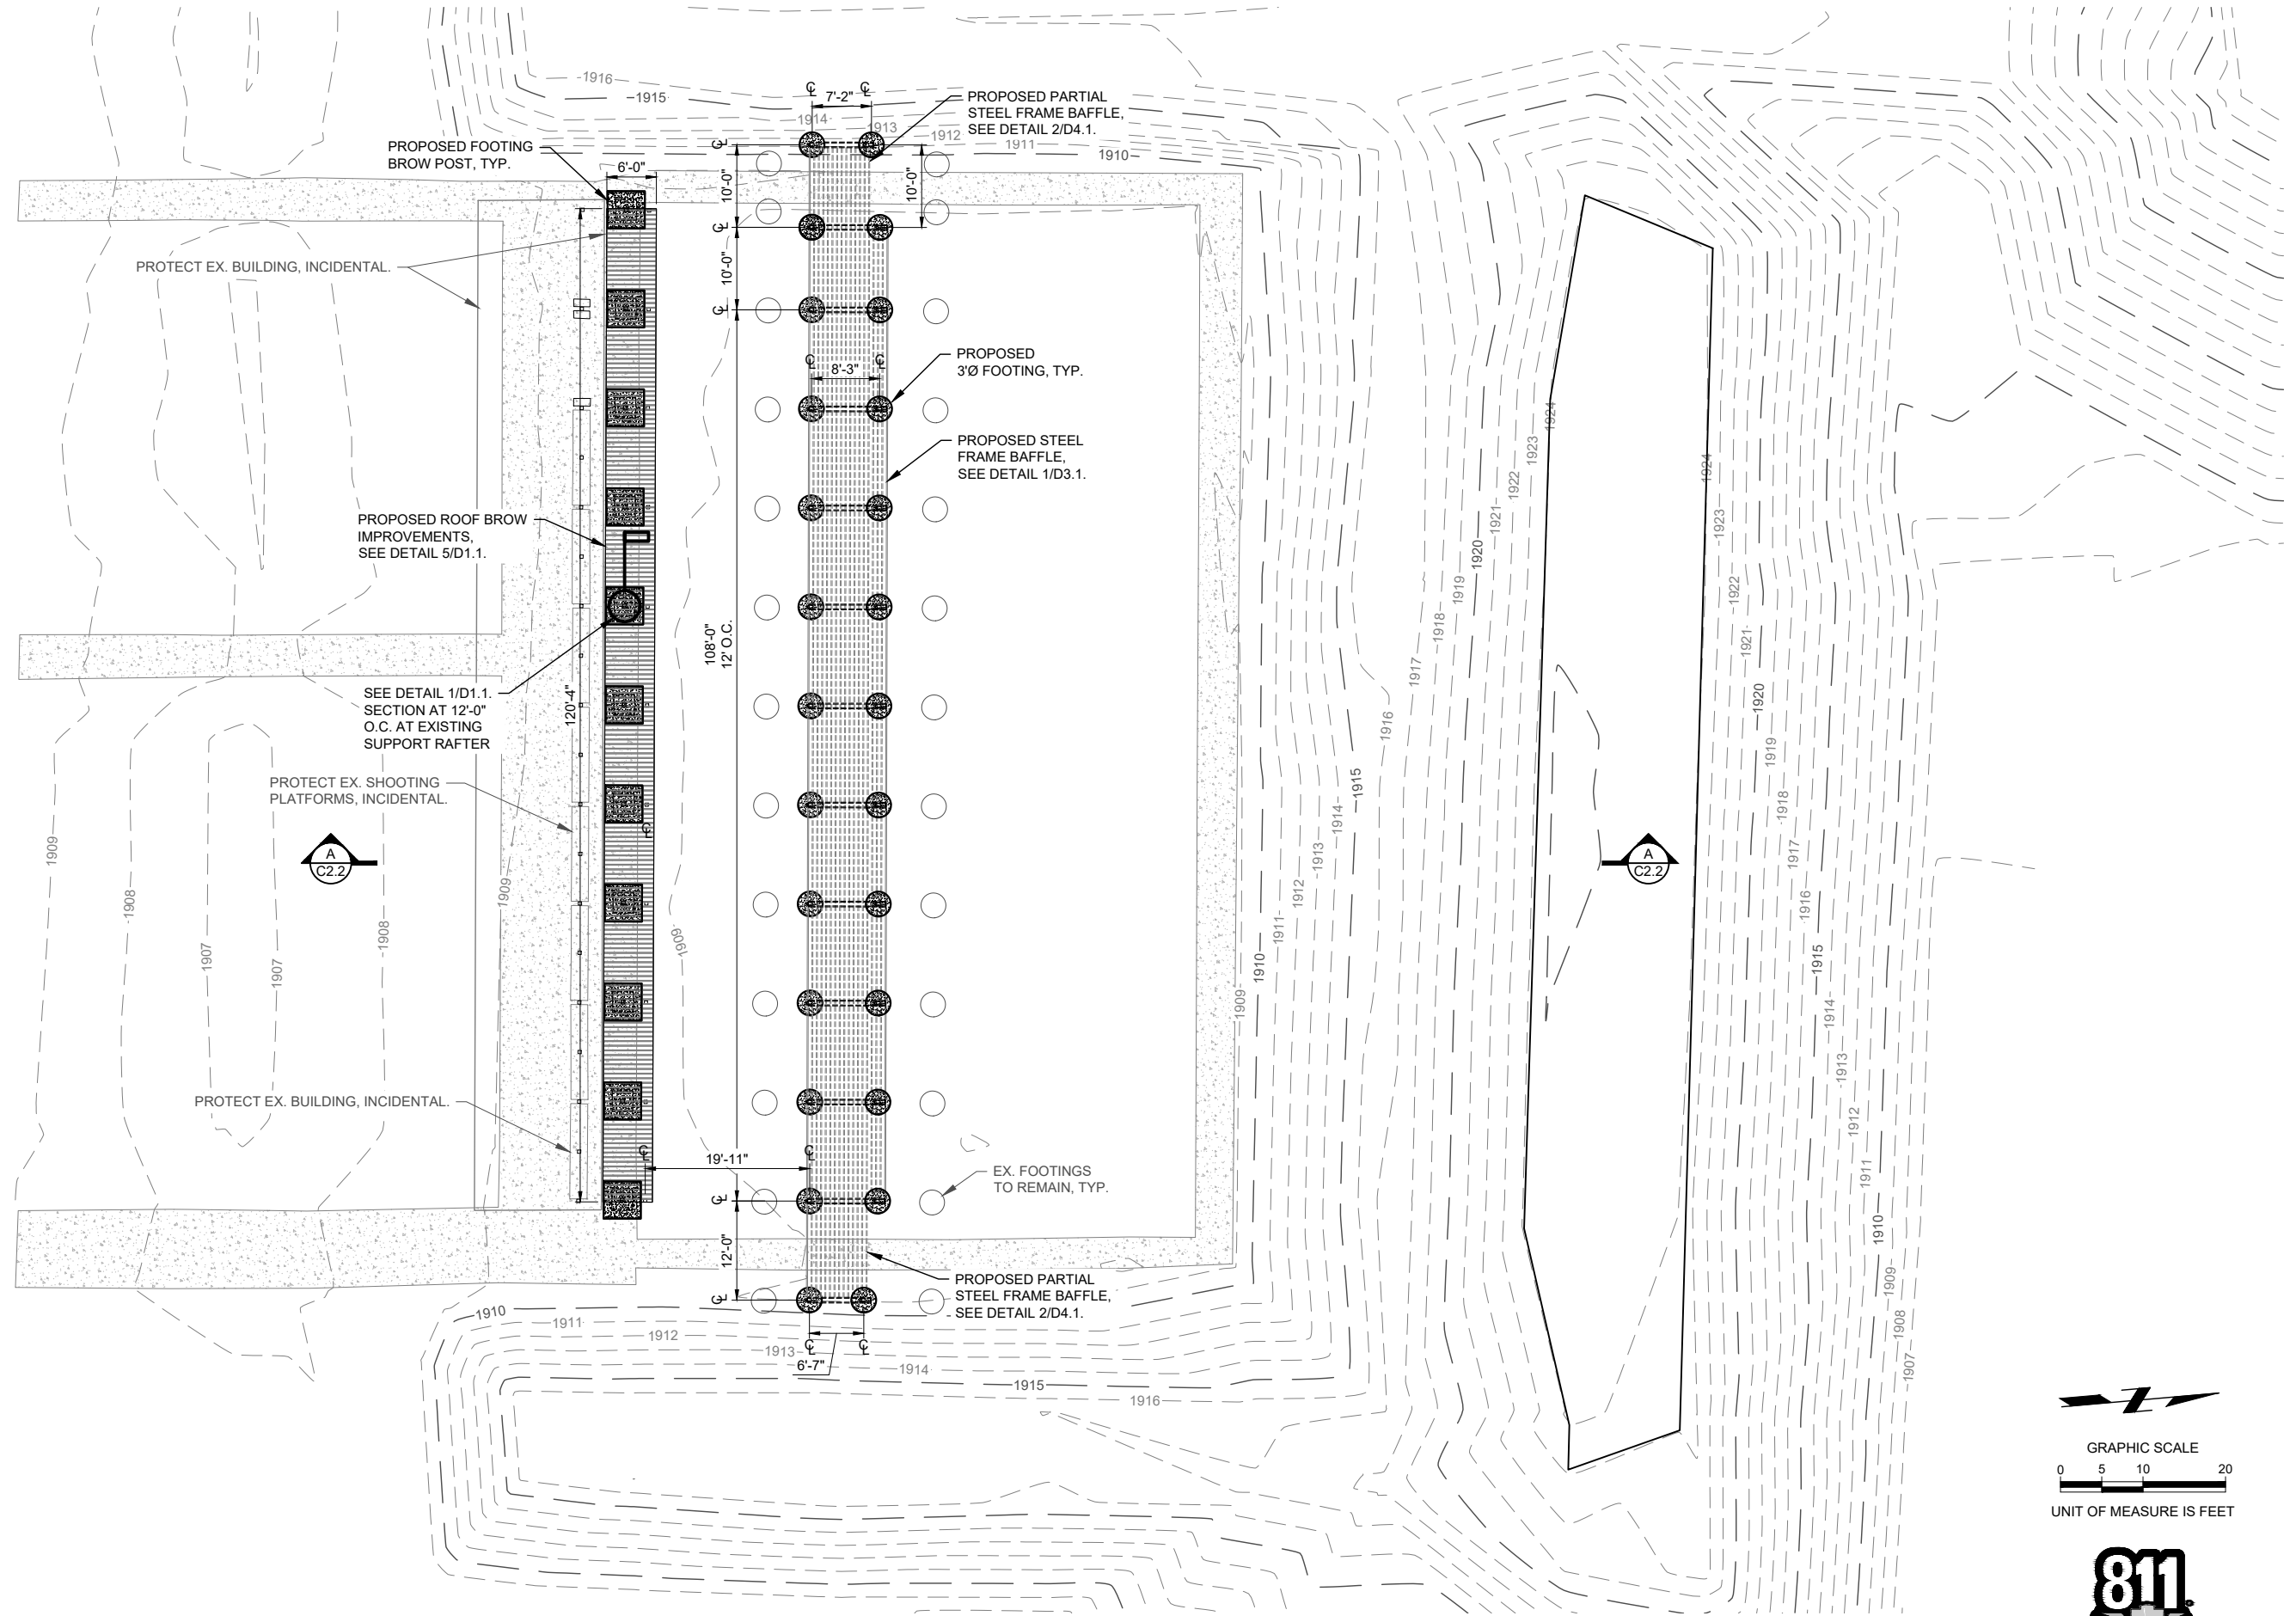 -1916
1915
1914
1913
1912
1911
1910
℄
7'-2"
℄
PROPOSED PARTIAL
STEEL FRAME BAFFLE,
SEE DETAIL 2/D4.1.
PROPOSED FOOTING
BROW POST, TYP.
6'-0"
℄
10'-0"
10'-0"
℄
10'-0"
℄
PROTECT EX. BUILDING, INCIDENTAL.
℄
8'-3"
℄
PROPOSED
3'Ø FOOTING, TYP.
PROPOSED STEEL
FRAME BAFFLE,
SEE DETAIL 1/D3.1.
PROPOSED ROOF BROW
IMPROVEMENTS,
SEE DETAIL 5/D1.1.
108'-0"
12' O.C.
120'-4"
SEE DETAIL 1/D1.1.
SECTION AT 12'-0"
O.C. AT EXISTING
SUPPORT RAFTER
PROTECT EX. SHOOTING
PLATFORMS, INCIDENTAL.
℄
A
C2.2
A
C2.2
1909
1908
1907
1907
1908
1909
1909
1909
1910
1911
1912
1913
1914
1915
1916
1917
1918
1919
1920
1921
1922
1923
1924
1924
1923
1922
1921
1920
1919
1918
1917
1916
1915
1914
1913
1912
1911
1910
1909
1908
1907
PROTECT EX. BUILDING, INCIDENTAL.
℄
19'-11"
℄
℄
EX. FOOTINGS
TO REMAIN, TYP.
12'-0"
℄
PROPOSED PARTIAL
STEEL FRAME BAFFLE,
SEE DETAIL 2/D4.1.
1910
1911
1912
1913
℄
℄
6'-7"
1914
1915
1916
GRAPHIC SCALE
0 5 10 20
UNIT OF MEASURE IS FEET
811